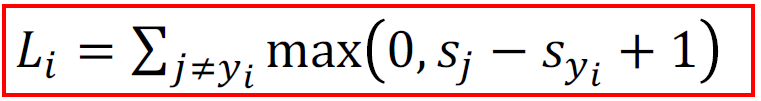 L_i = ∑_{j≠y_i} max(0, s_j − s_{y_i} + 1)